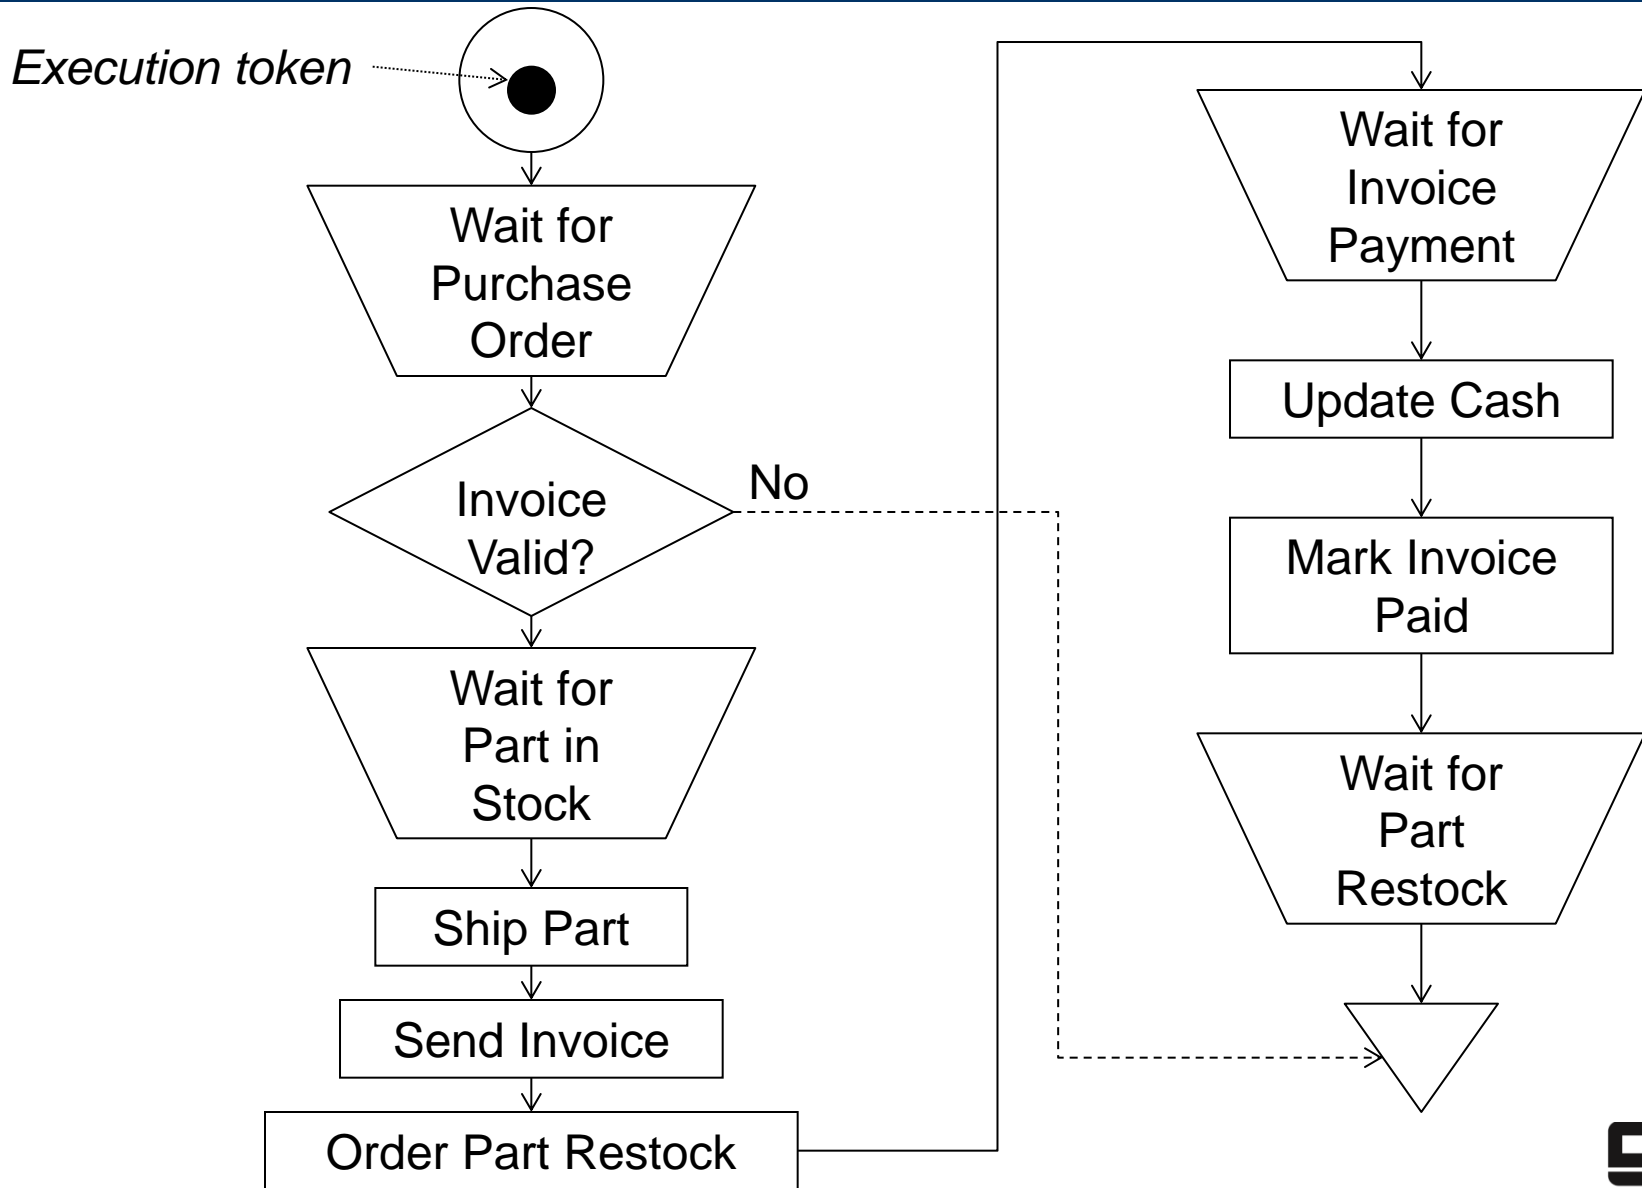 Execution token
Wait for
Purchase
Order
Invoice
Valid?
No
Wait for
Part in
Stock
Ship Part
Send Invoice
Order Part Restock
Wait for
Invoice
Payment
Update Cash
Mark Invoice
Paid
Wait for
Part
Restock